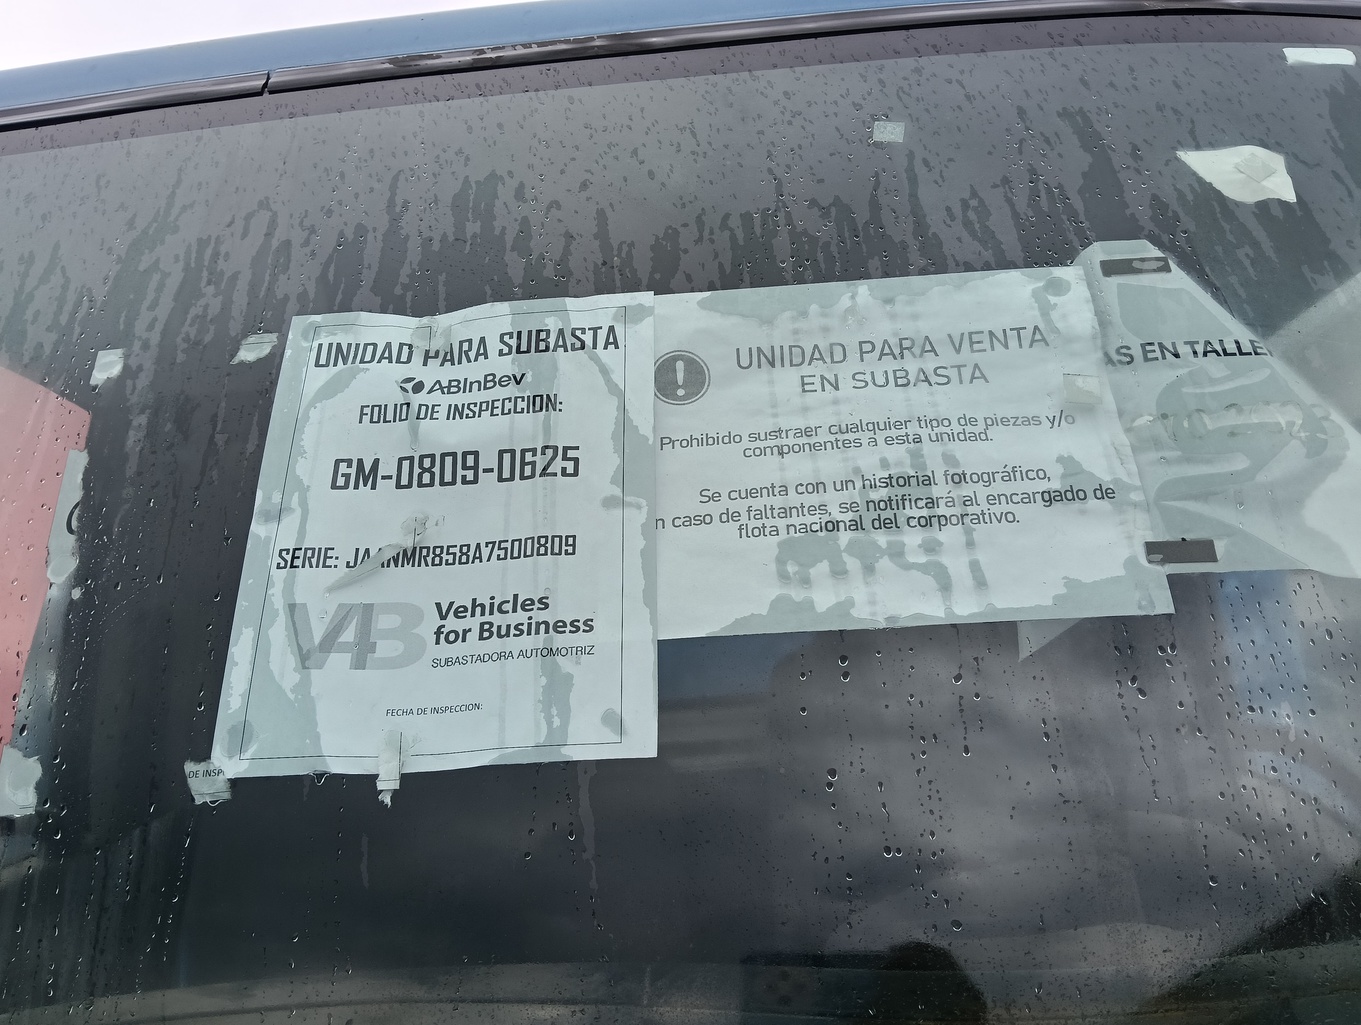 UNIDAD PARA SUBASTA
ABInBev
FOLIO DE INSPECCION:
GM-0809-0625
SERIE:
V4B
Vehicles
for Business
SUBASTADORA AUTOMOTRIZ
FECHA DE INSPECCION:
DE INSP
!
UNIDAD PARA VENTA
EN SUBASTA
Prohibido sustraer cualquier tipo de piezas y/o
componentes a esta unidad.
Se cuenta con un historial fotográfico,
n caso de faltantes, se notificará al encargado de
flota nacional del corporativo.
AS EN TALLE